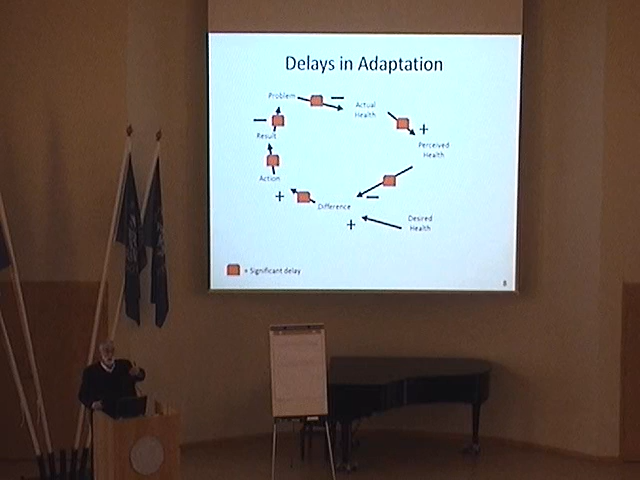 Delays in Adaptation
Problem
−
Actual
Health
+
Perceived
Health
−
Result
Action
+
Difference
−
+
Desired
Health
= Significant delay
8